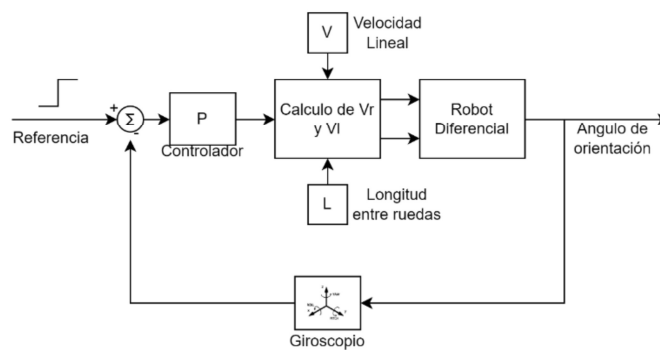 V
Velocidad
Lineal
+
Σ
-
Referencia
P
Controlador
Calculo de Vr
y Vl
Robot
Diferencial
Angulo de
orientación
L
Longitud
entre ruedas
Giroscopio